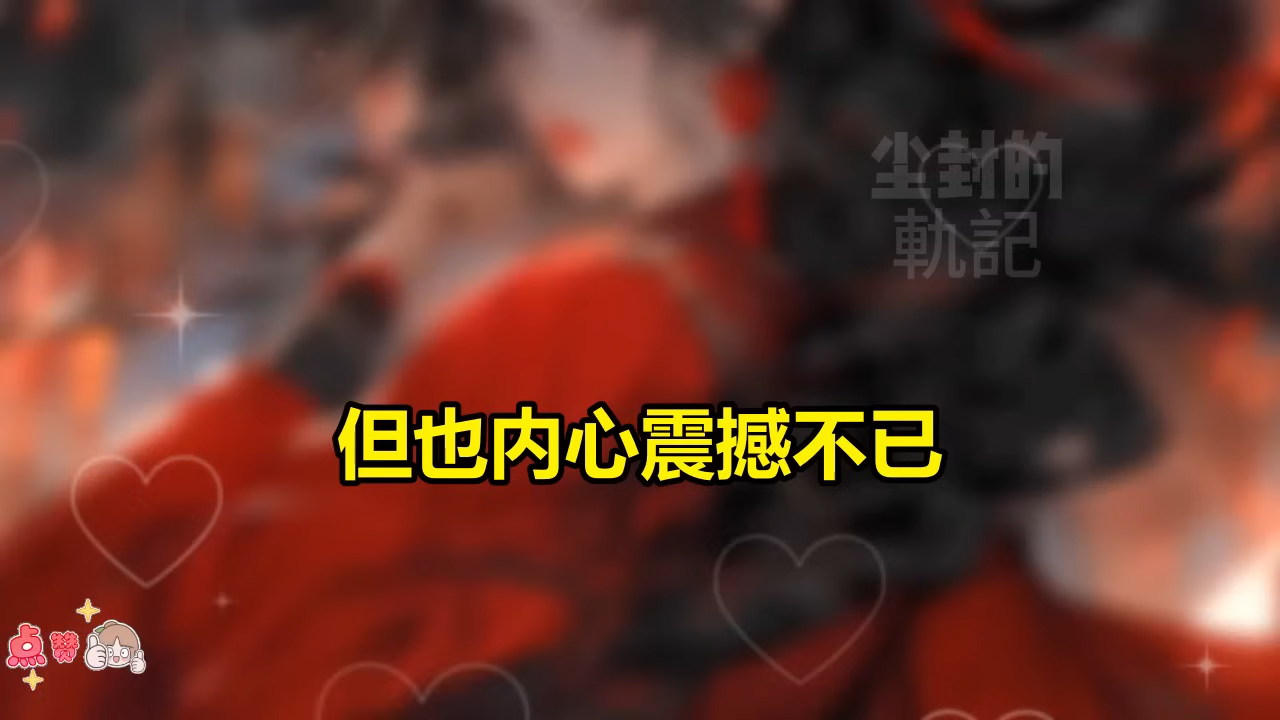 尘封的
軌記
但也内心震撼不已
点赞